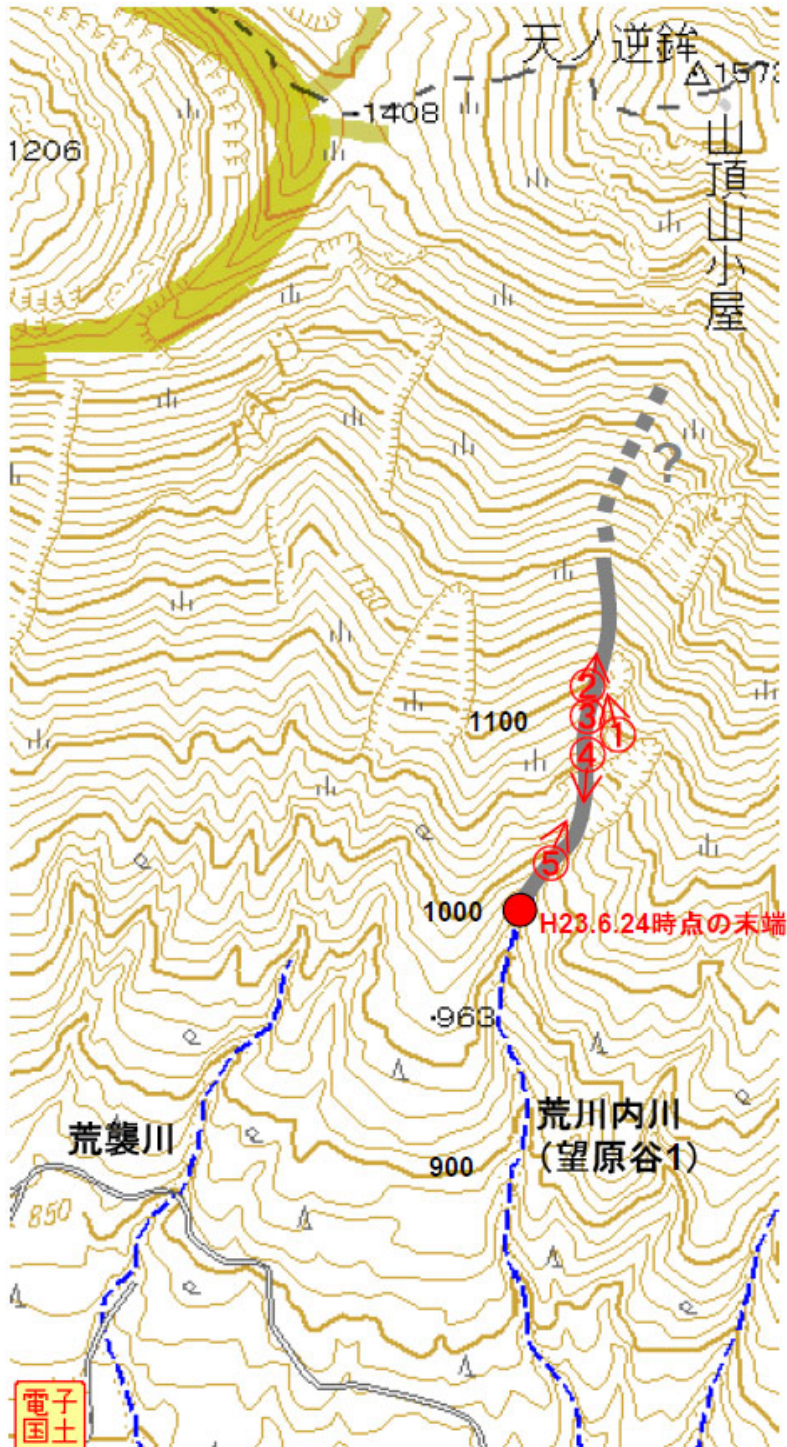 天ノ逆鉾
1573
1408
1206
山頂山小屋
?
②
③
1100
①
④
⑤
1000
H23.6.24時点の末端
963
荒川内川
(望原谷1)
荒襲川
900
850
電子
国土